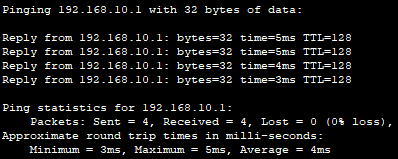 Pinging 192.168.10.1 with 32 bytes of data:
Reply from 192.168.10.1: bytes=32 time=5ms TTL=128
Reply from 192.168.10.1: bytes=32 time=5ms TTL=128
Reply from 192.168.10.1: bytes=32 time=4ms TTL=128
Reply from 192.168.10.1: bytes=32 time=3ms TTL=128
Ping statistics for 192.168.10.1:
Packets: Sent = 4, Received = 4, Lost = 0 (0% loss),
Approximate round trip times in milli-seconds:
Minimum = 3ms, Maximum = 5ms, Average = 4ms